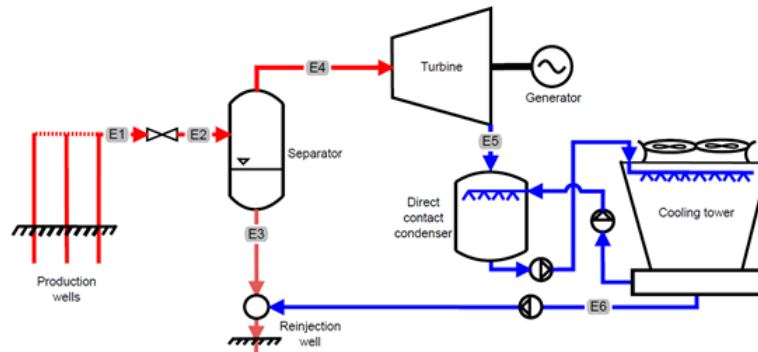 E4
Turbine
Generator
E1
E2
Separator
E5
Direct
contact
condenser
Cooling tower
E3
Production
wells
Reinjection
well
E6